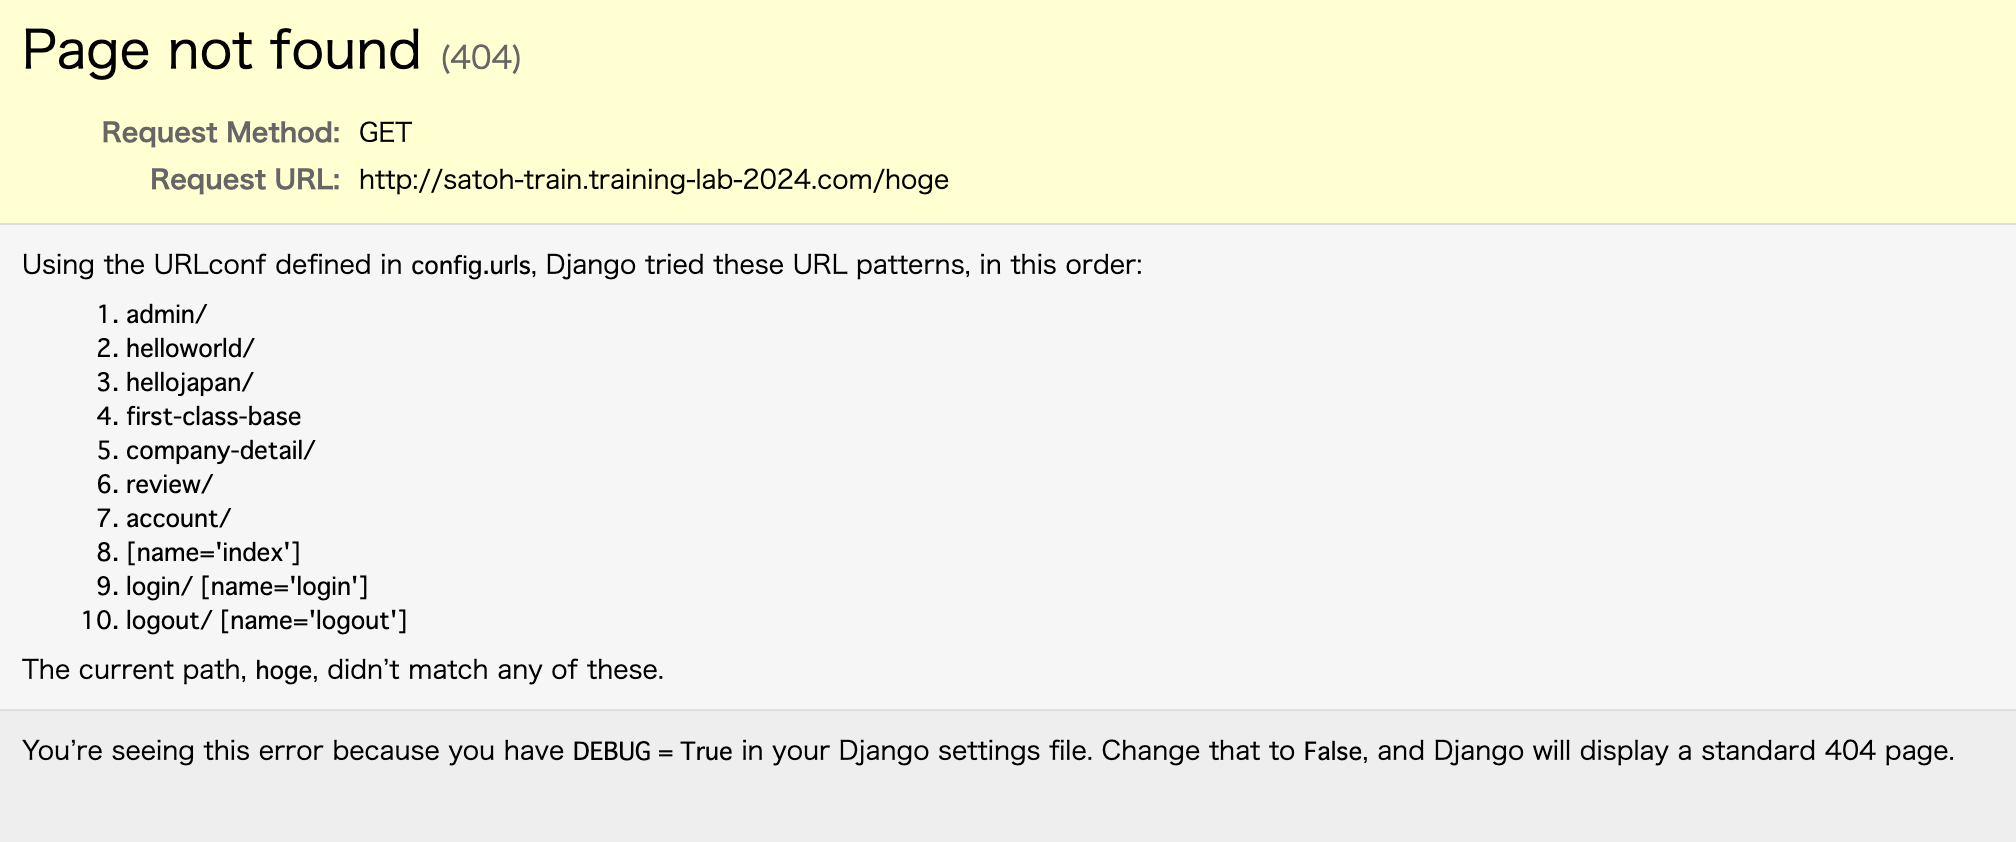 Page not found (404)
Request Method: GET
Request URL: http://satoh-train.training-lab-2024.com/hoge
Using the URLconf defined in config.urls, Django tried these URL patterns, in this order:
1. admin/
2. helloworld/
3. hellojapan/
4. first-class-base
5. company-detail/
6. review/
7. account/
8. [name='index']
9. login/ [name='login']
10. logout/ [name='logout']
The current path, hoge, didn’t match any of these.
You’re seeing this error because you have DEBUG = True in your Django settings file. Change that to False, and Django will display a standard 404 page.